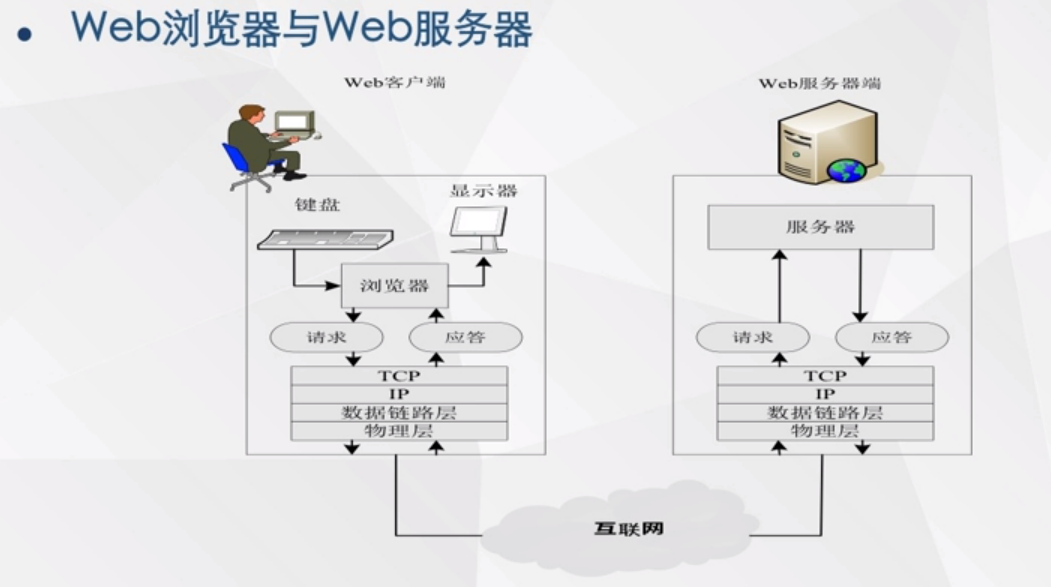 • Web浏览器与Web服务器
Web客户端
Web服务器端
键盘
显示器
浏览器
请求
应答
TCP
IP
数据链路层
物理层
服务器
请求
应答
TCP
IP
数据链路层
物理层
互联网